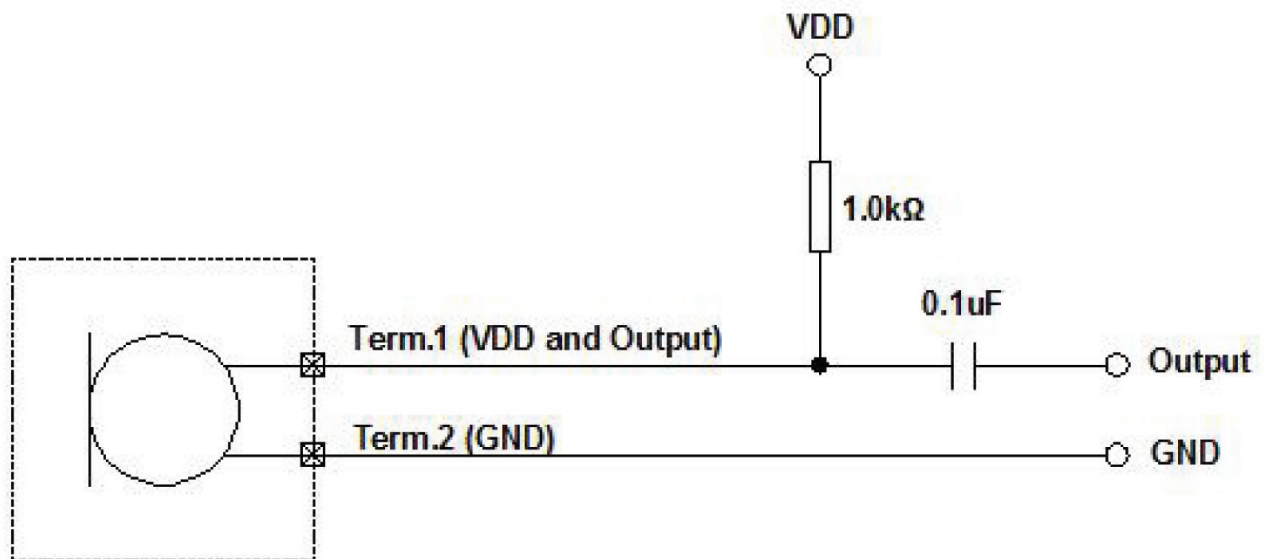 VDD
1.0kΩ
0.1uF
Term.1 (VDD and Output)
Output
Term.2 (GND)
GND